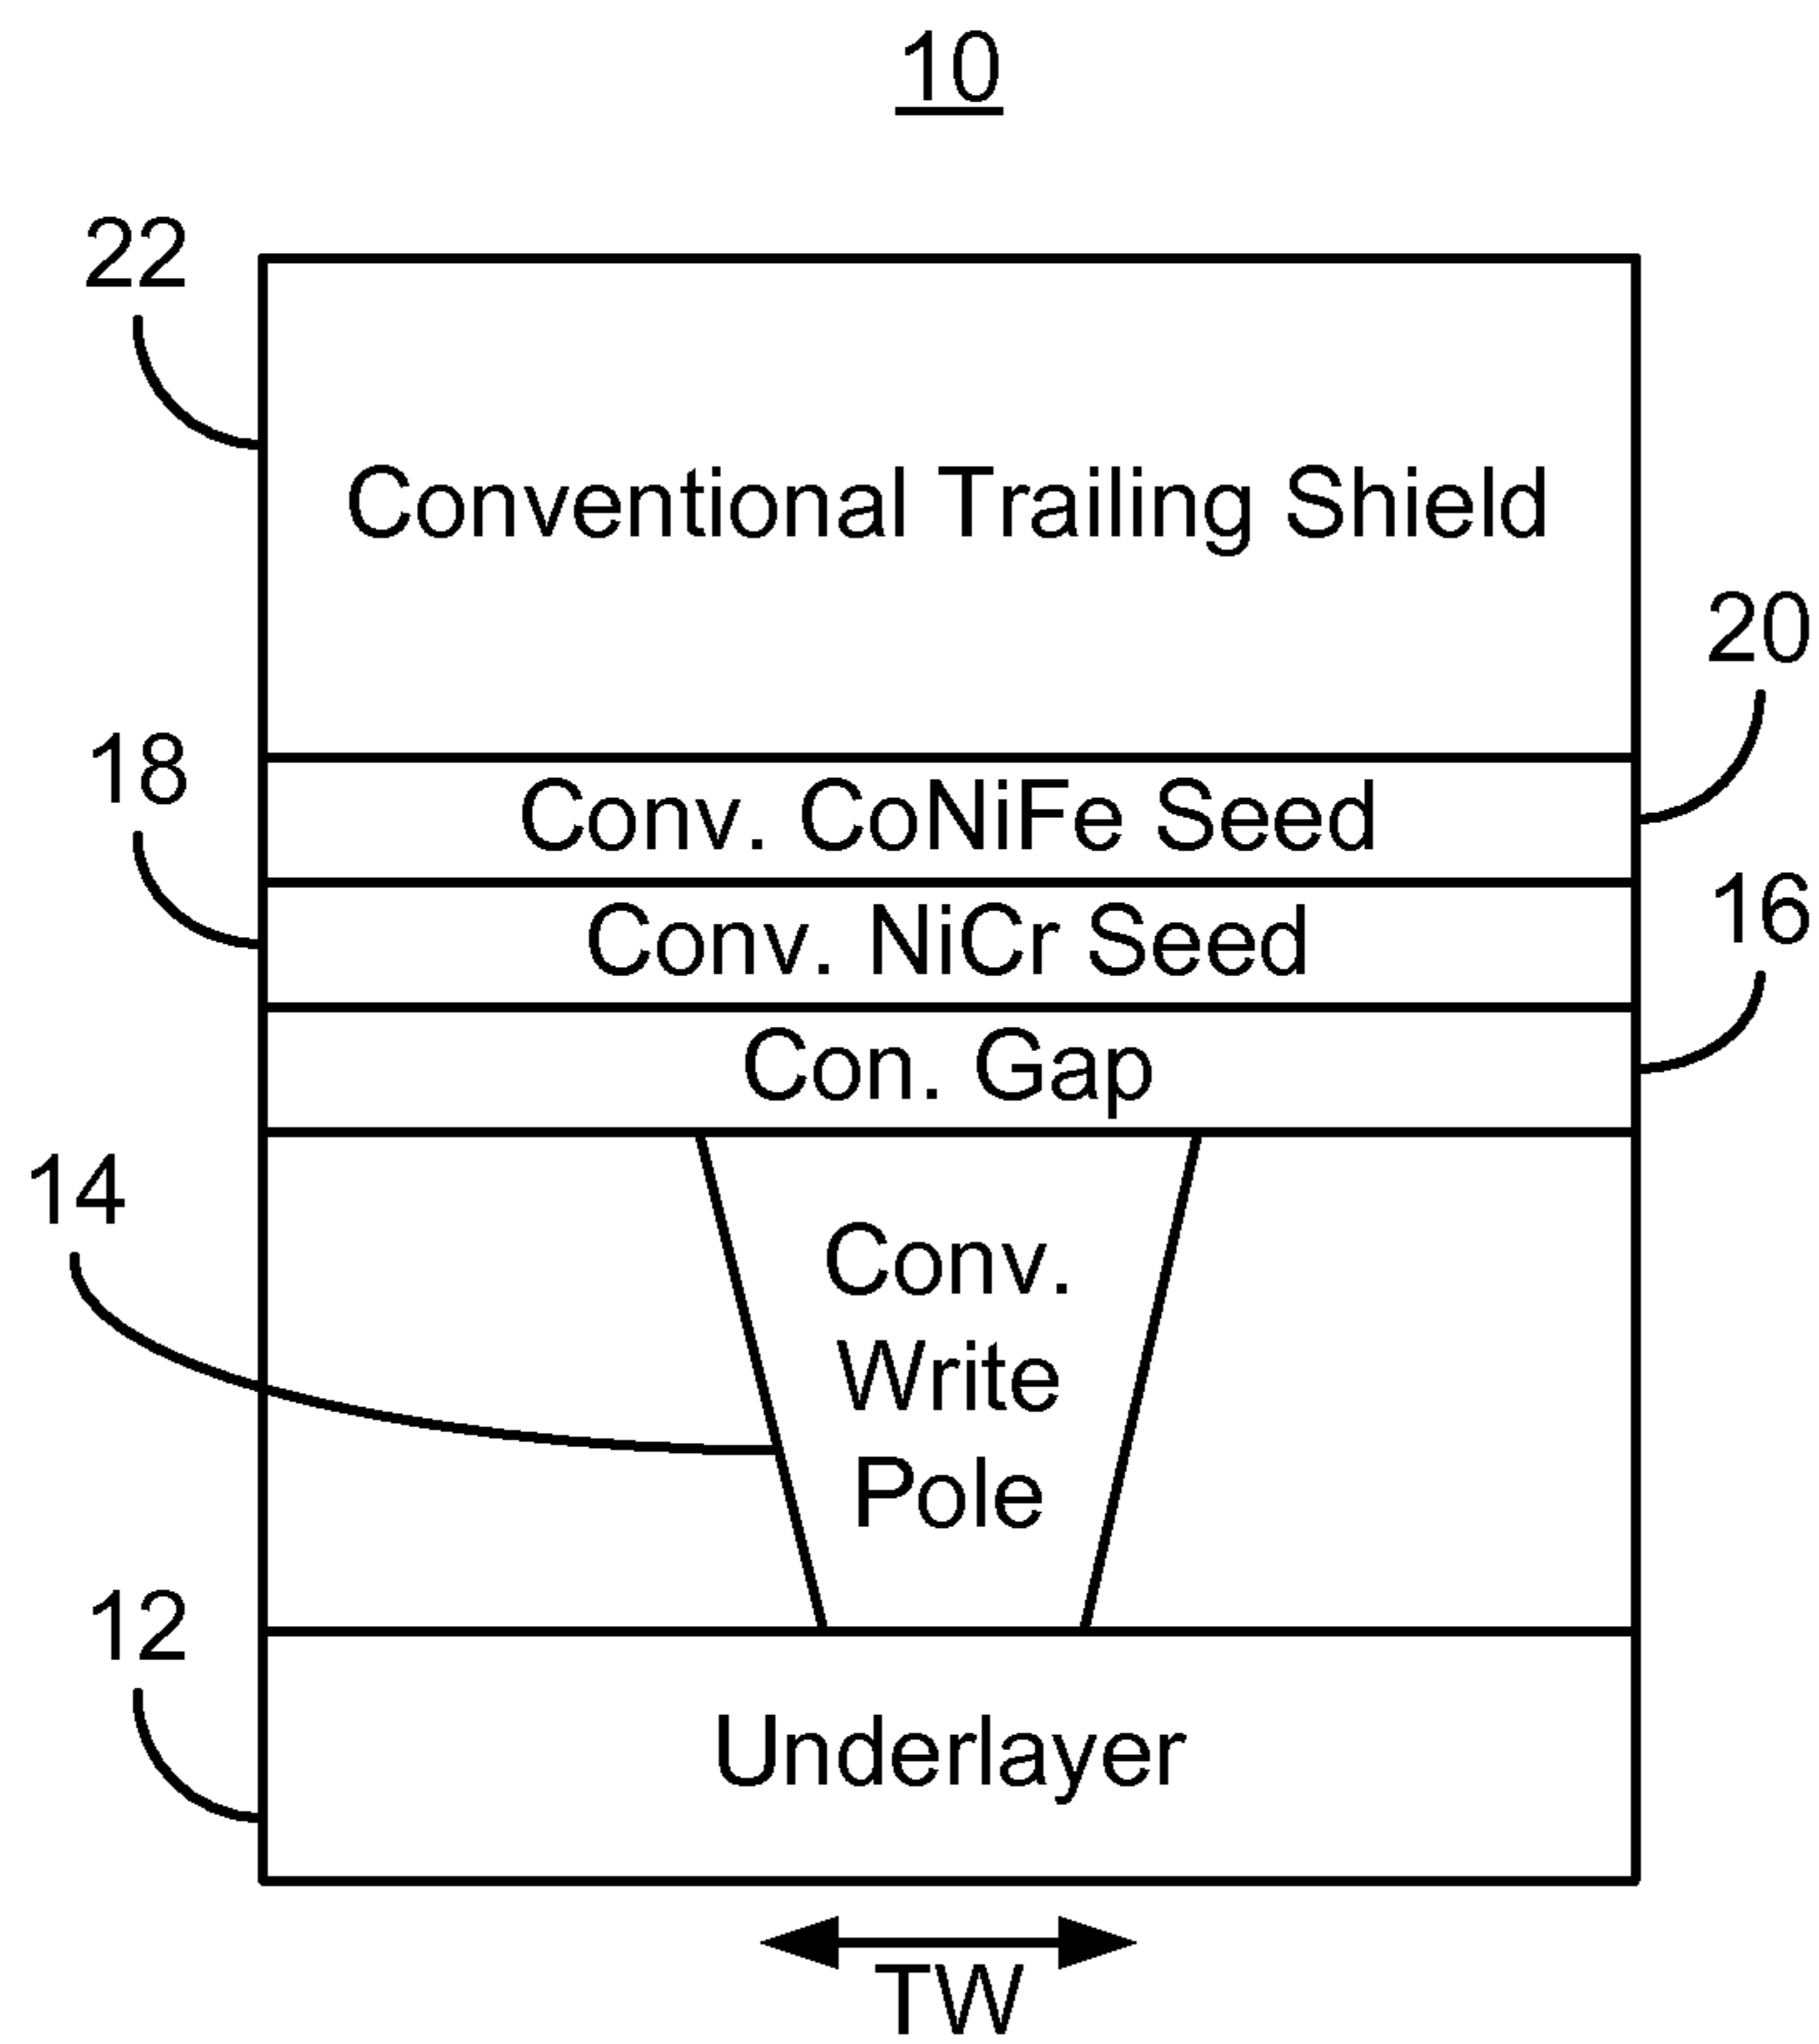 10
22
Conventional Trailing Shield
20
18
Conv. CoNiFe Seed
16
Conv. NiCr Seed
Con. Gap
14
Conv.
Write
Pole
12
Underlayer
TW